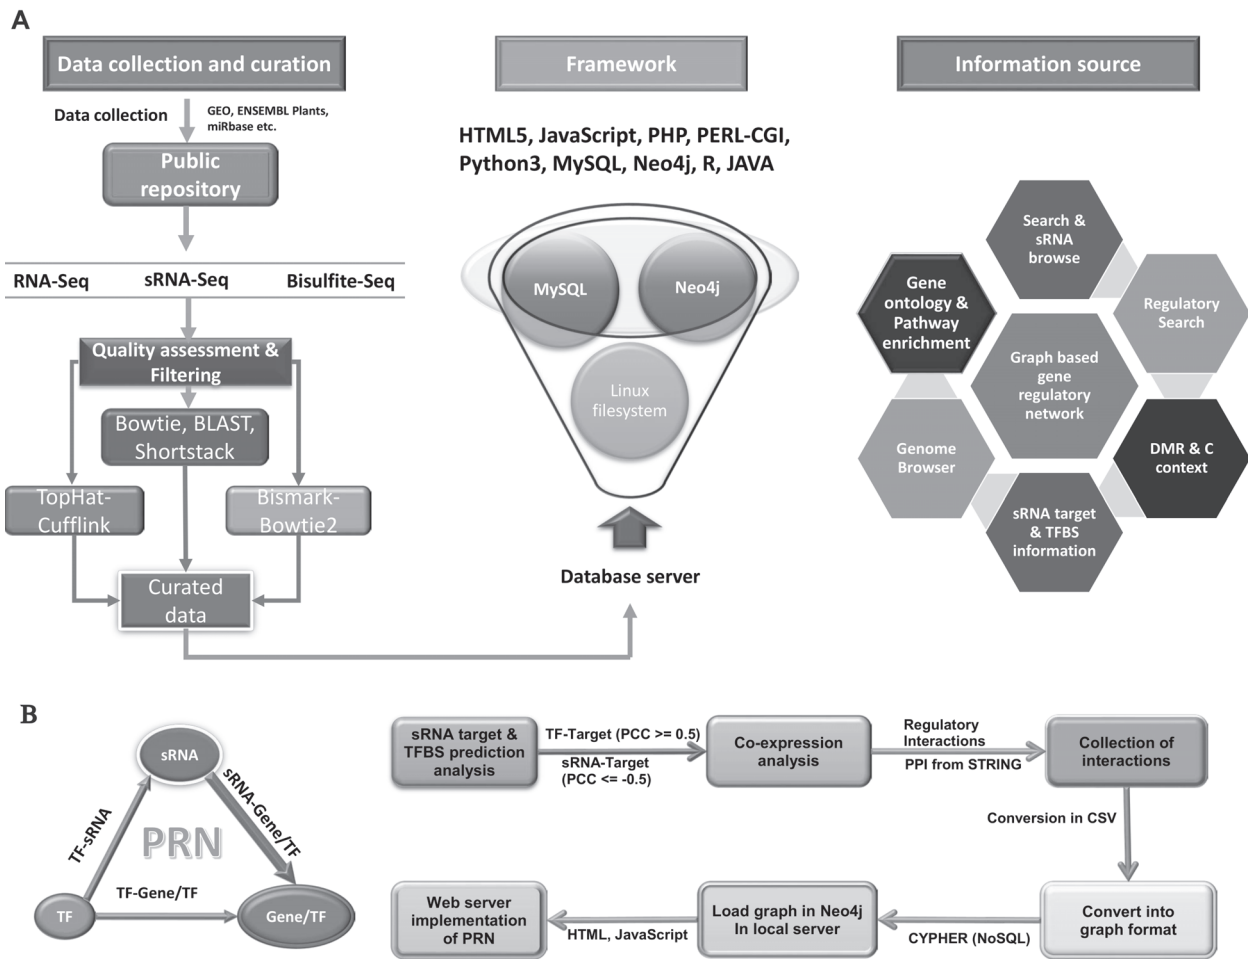 A
Data collection and curation
Data collection
GEO, ENSEMBL Plants,
miRbase etc.
Public
repository
RNA-Seq
sRNA-Seq
Bisulfite-Seq
Quality assessment &
Filtering
Bowtie, BLAST,
Shortstack
TopHat-
Cufflink
Bismark-
Bowtie2
Curated
data
Framework
HTML5, JavaScript, PHP, PERL-CGI,
Python3, MySQL, Neo4j, R, JAVA
MySQL
Neo4j
Linux
filesystem
Database server
Information source
Search &
sRNA
browse
Gene
ontology &
Pathway
enrichment
Regulatory
Search
Graph based
gene
regulatory
network
Genome
Browser
DMR & C
context
sRNA target
& TFBS
information
B
sRNA
TF-sRNA
sRNA-Gene/TF
PRN
TF-Gene/TF
TF
Gene/TF
sRNA target &
TFBS prediction
analysis
TF-Target (PCC >= 0.5)
sRNA-Target
(PCC <= -0.5)
Co-expression
analysis
Regulatory
Interactions
PPI from STRING
Collection of
interactions
Conversion in CSV
Convert into
graph format
CYPHER (NoSQL)
Load graph in Neo4j
In local server
HTML, JavaScript
Web server
implementation
of PRN